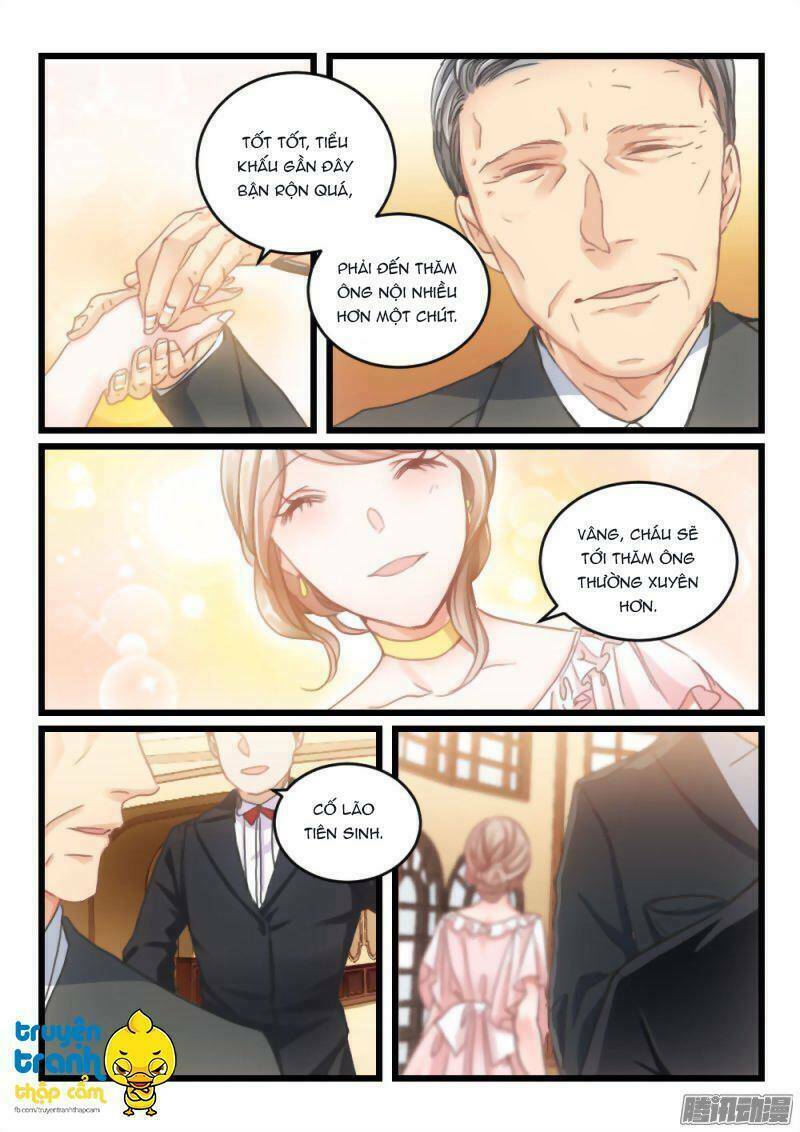 TỐT TỐT, TIỂU
KHẤU GẦN ĐÂY
BẬN RỘN QUÁ,
PHẢI ĐẾN THĂM
ÔNG NỘI NHIỀU
HƠN MỘT CHÚT.
VÂNG, CHÁU SẼ
TỚI THĂM ÔNG
THƯỜNG XUYÊN
HƠN.
CỐ LÃO
TIÊN SINH.
truyện
tranh
thập cẩm
fb.com/truyentranhthapcam
腾讯动漫